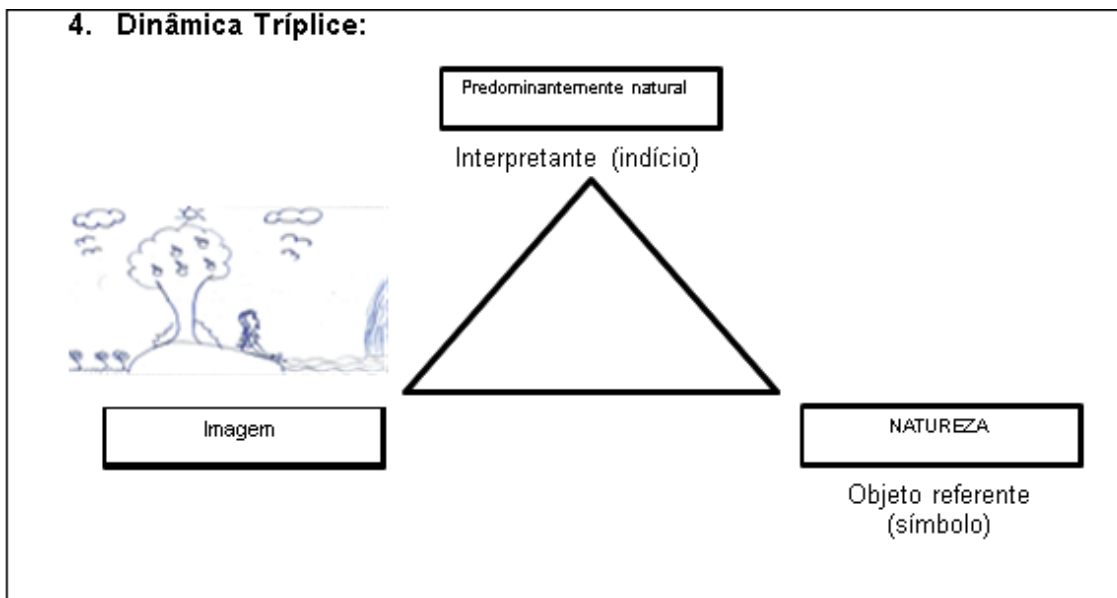 4. Dinâmica Tríplice:
Predominantemente natural
Interpretante (indício)
Imagem
NATUREZA
Objeto referente
(símbolo)